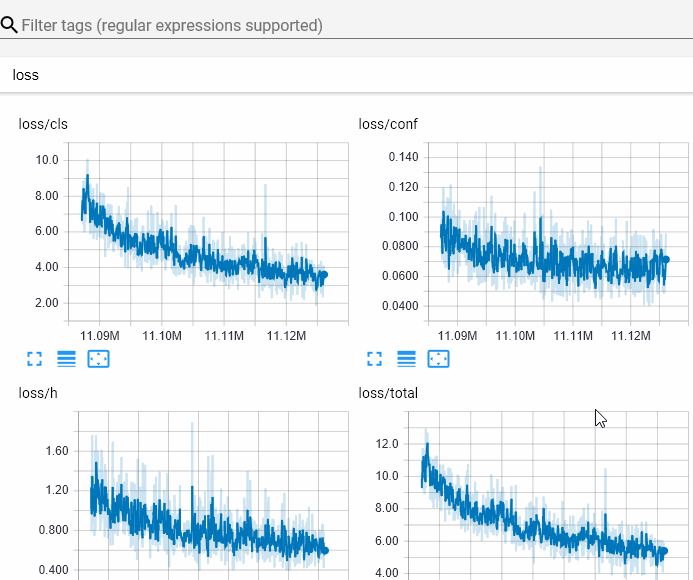 Filter tags (regular expressions supported)
loss
loss/cls
loss/conf
10.0
8.00
6.00
4.00
2.00
11.09M 11.10M 11.11M 11.12M
0.140
0.120
0.100
0.0800
0.0600
0.0400
11.09M 11.10M 11.11M 11.12M
loss/h
loss/total
1.60
1.20
0.800
0.400
12.0
10.0
8.00
6.00
4.00